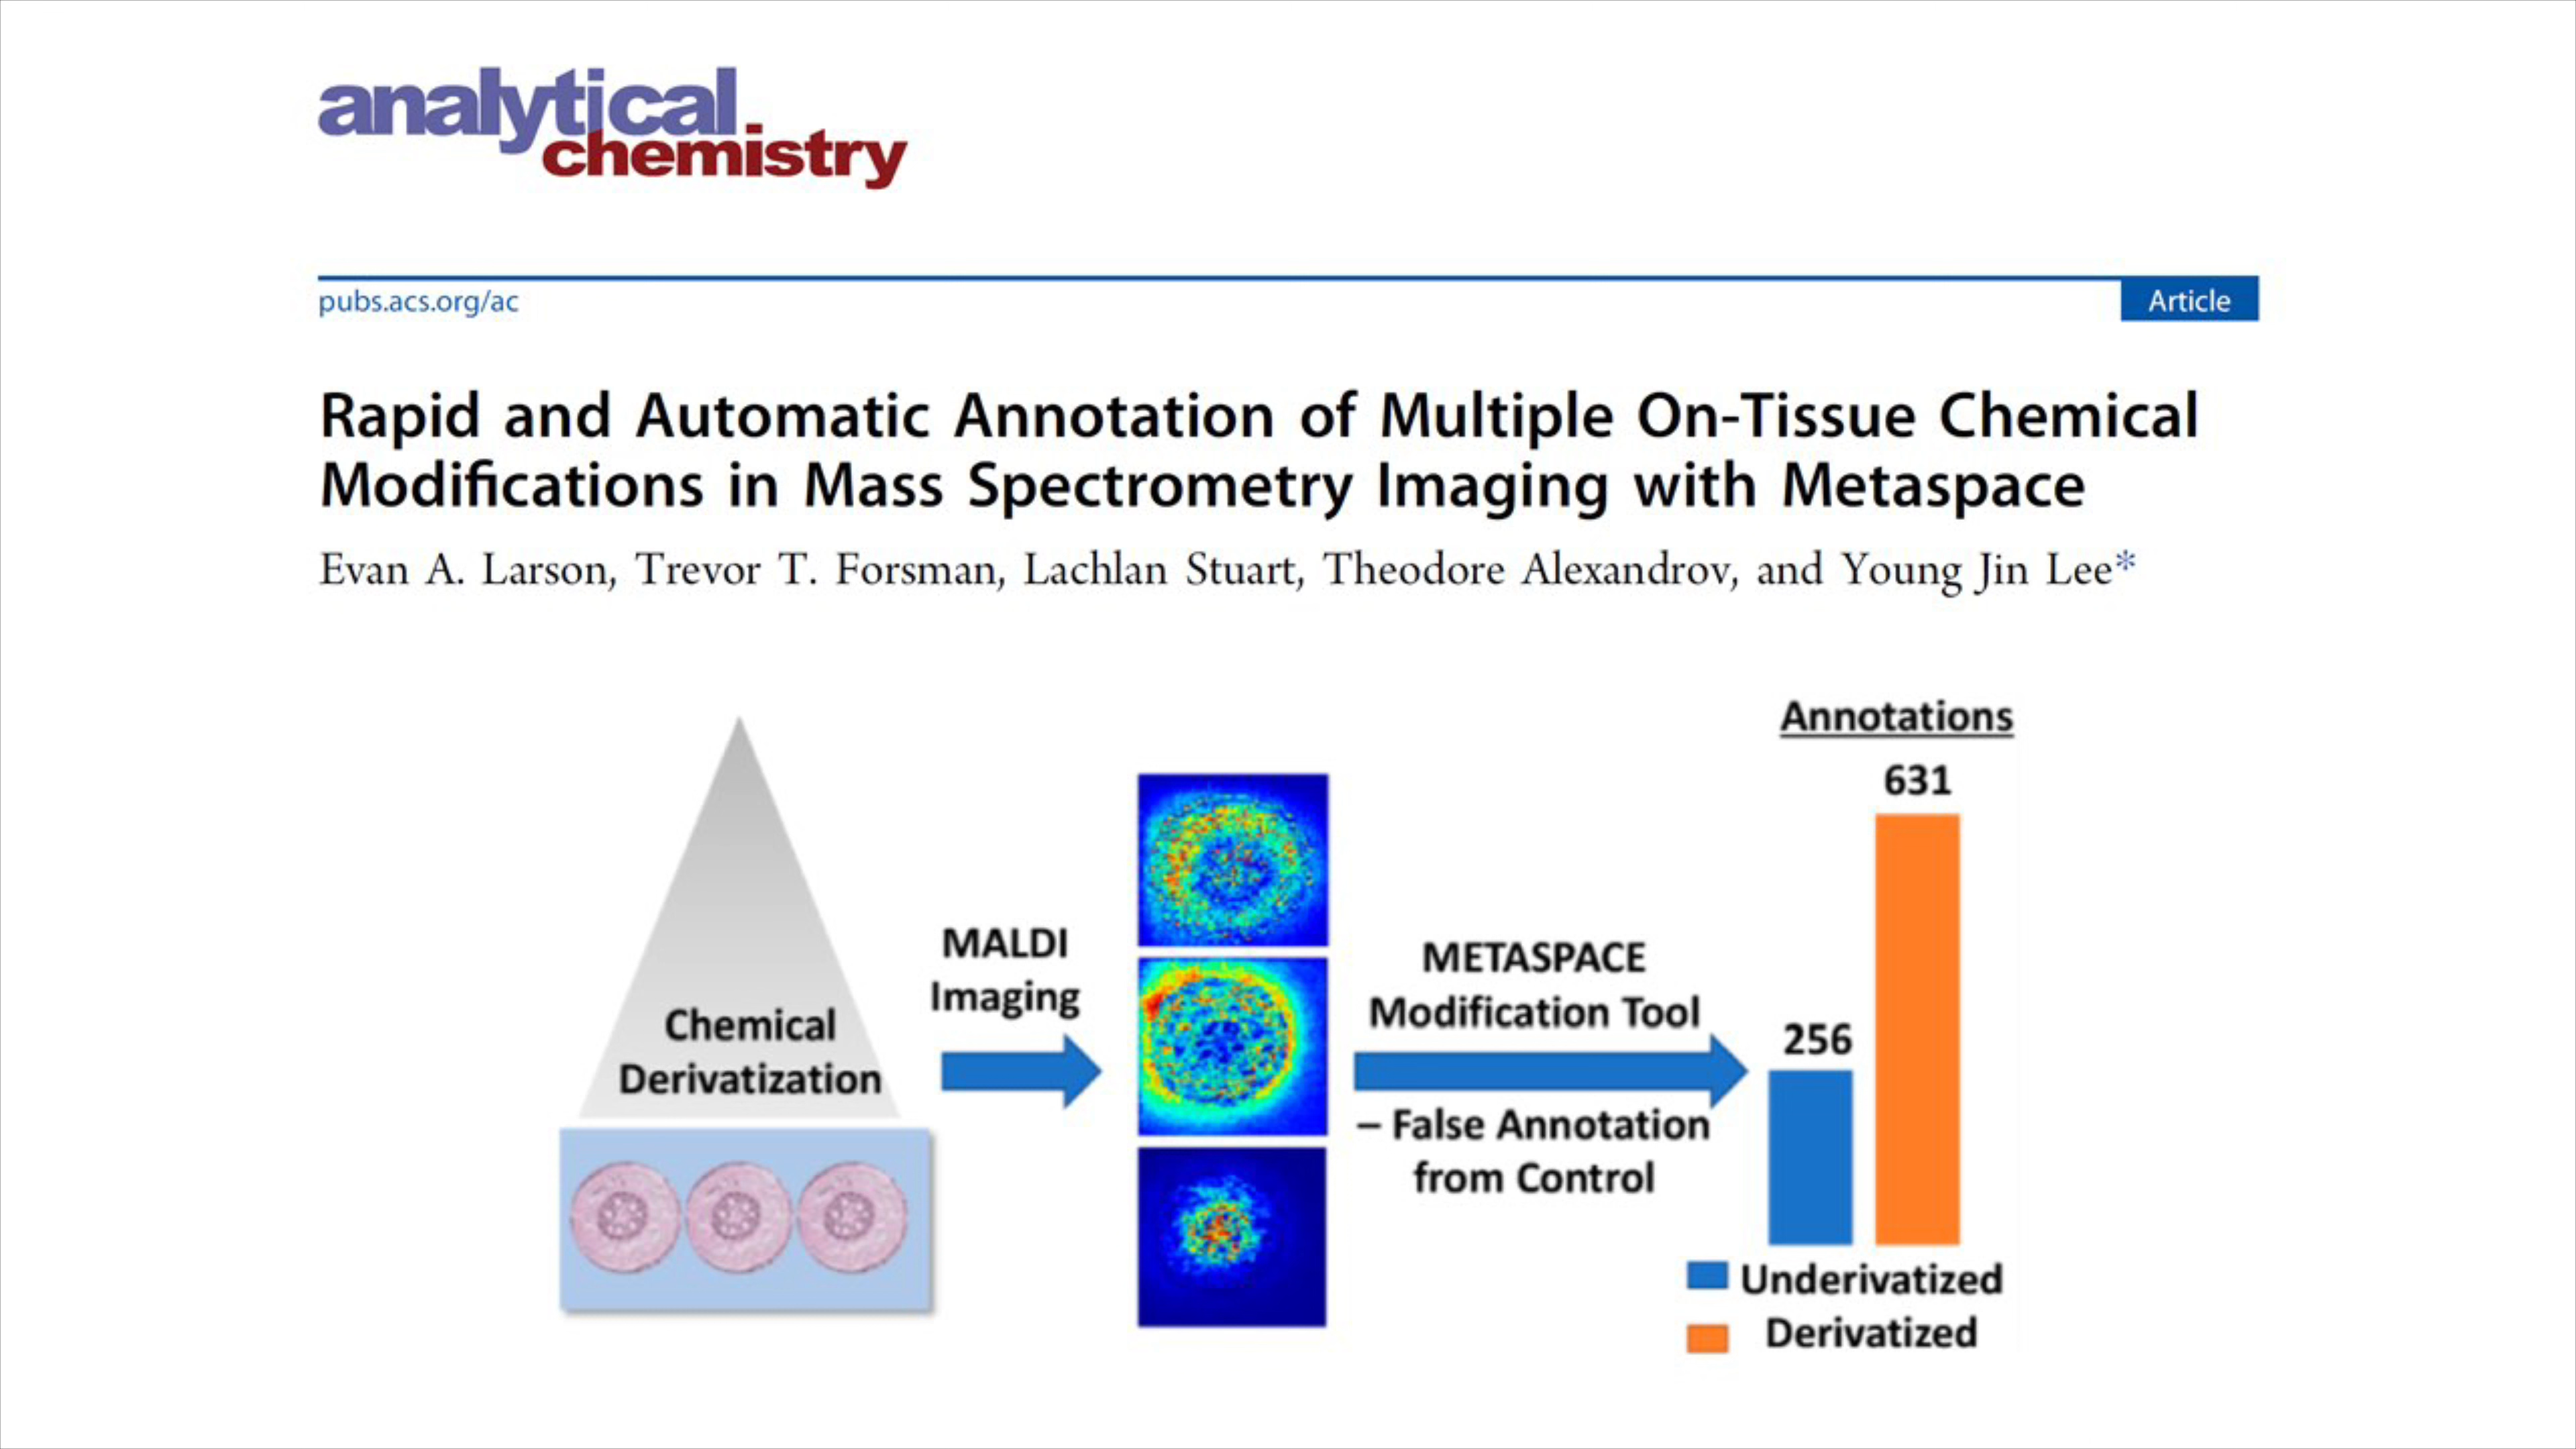 analytical
chemistry
pubs.acs.org/ac
Article
Rapid and Automatic Annotation of Multiple On-Tissue Chemical
Modifications in Mass Spectrometry Imaging with Metaspace
Evan A. Larson, Trevor T. Forsman, Lachlan Stuart, Theodore Alexandrov, and Young Jin Lee*
Chemical
Derivatization
MALDI
Imaging
METASPACE
Modification Tool
– False Annotation
from Control
Annotations
631
256
Underivatized
Derivatized